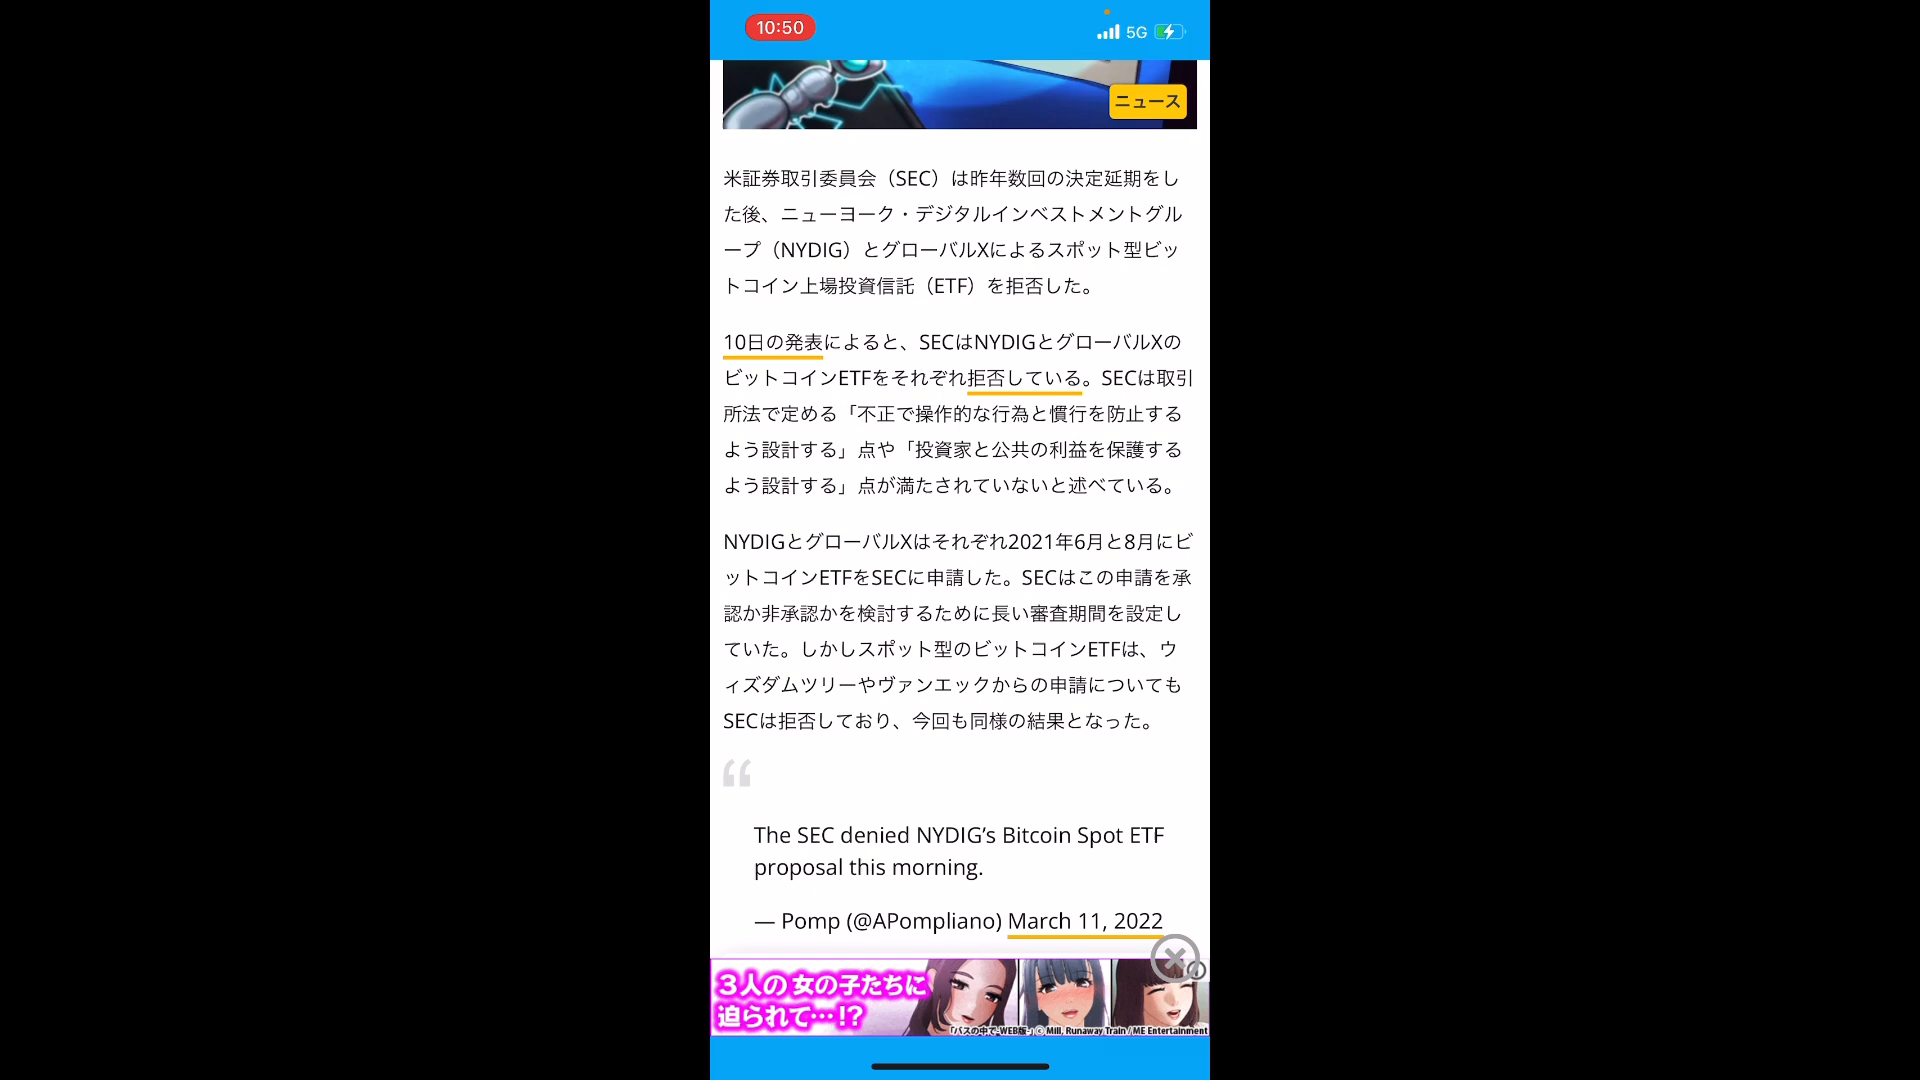 10:50
5G
ニュース
米証券取引委員会（SEC）は昨年数回の決定延期をし
た後、ニューヨーク・デジタルインベストメントグル
ープ（NYDIG）とグローバルXによるスポット型ビッ
トコイン上場投資信託（ETF）を拒否した。
10日の発表によると、SECはNYDIGとグローバルXの
ビットコインETFをそれぞれ拒否している。SECは取引
所法で定める「不正で操作的な行為と慣行を防止する
よう設計する」点や「投資家と公共の利益を保護する
よう設計する」点が満たされていないと述べている。
NYDIGとグローバルXはそれぞれ2021年6月と8月にビ
ットコインETFをSECに申請した。SECはこの申請を承
認か非承認かを検討するために長い審査期間を設定し
ていた。しかしスポット型のビットコインETFは、ウ
ィズダムツリーやヴァンエックからの申請についても
SECは拒否しており、今回も同様の結果となった。
“
The SEC denied NYDIG’s Bitcoin Spot ETF
proposal this morning.
— Pomp (@APompliano) March 11, 2022
３人の女の子たちに
迫られて…!?
「バスの中で-WEB版-」© Mill, Runaway Train / ME Entertainment